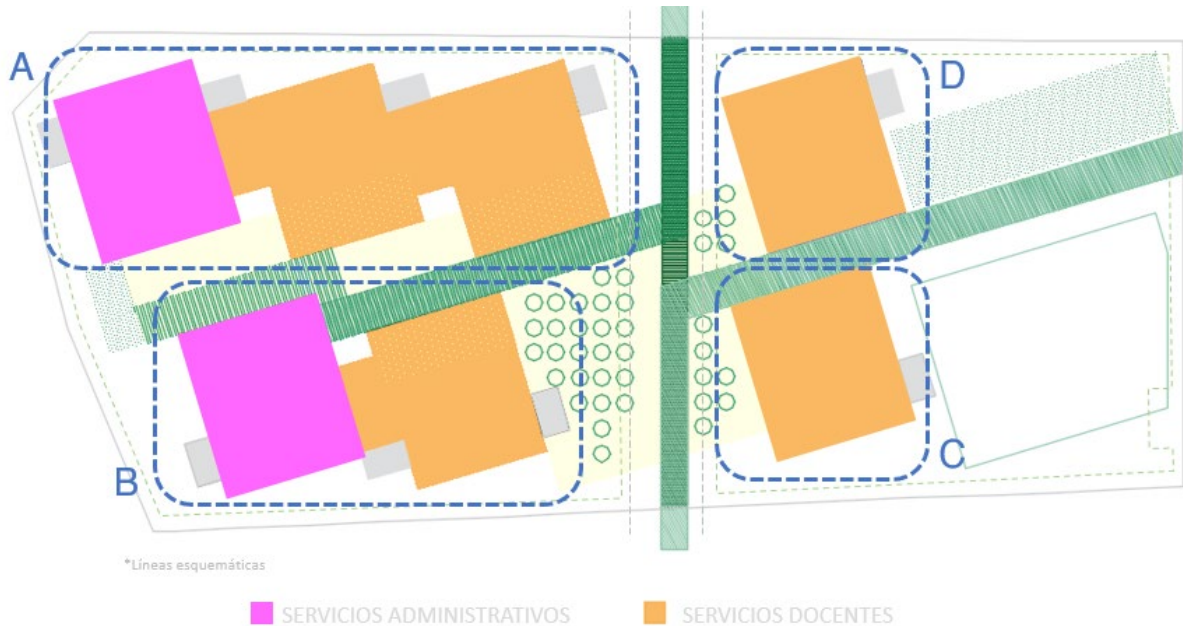 A
D
B
C
*Líneas esquemáticas
SERVICIOS ADMINISTRATIVOS
SERVICIOS DOCENTES